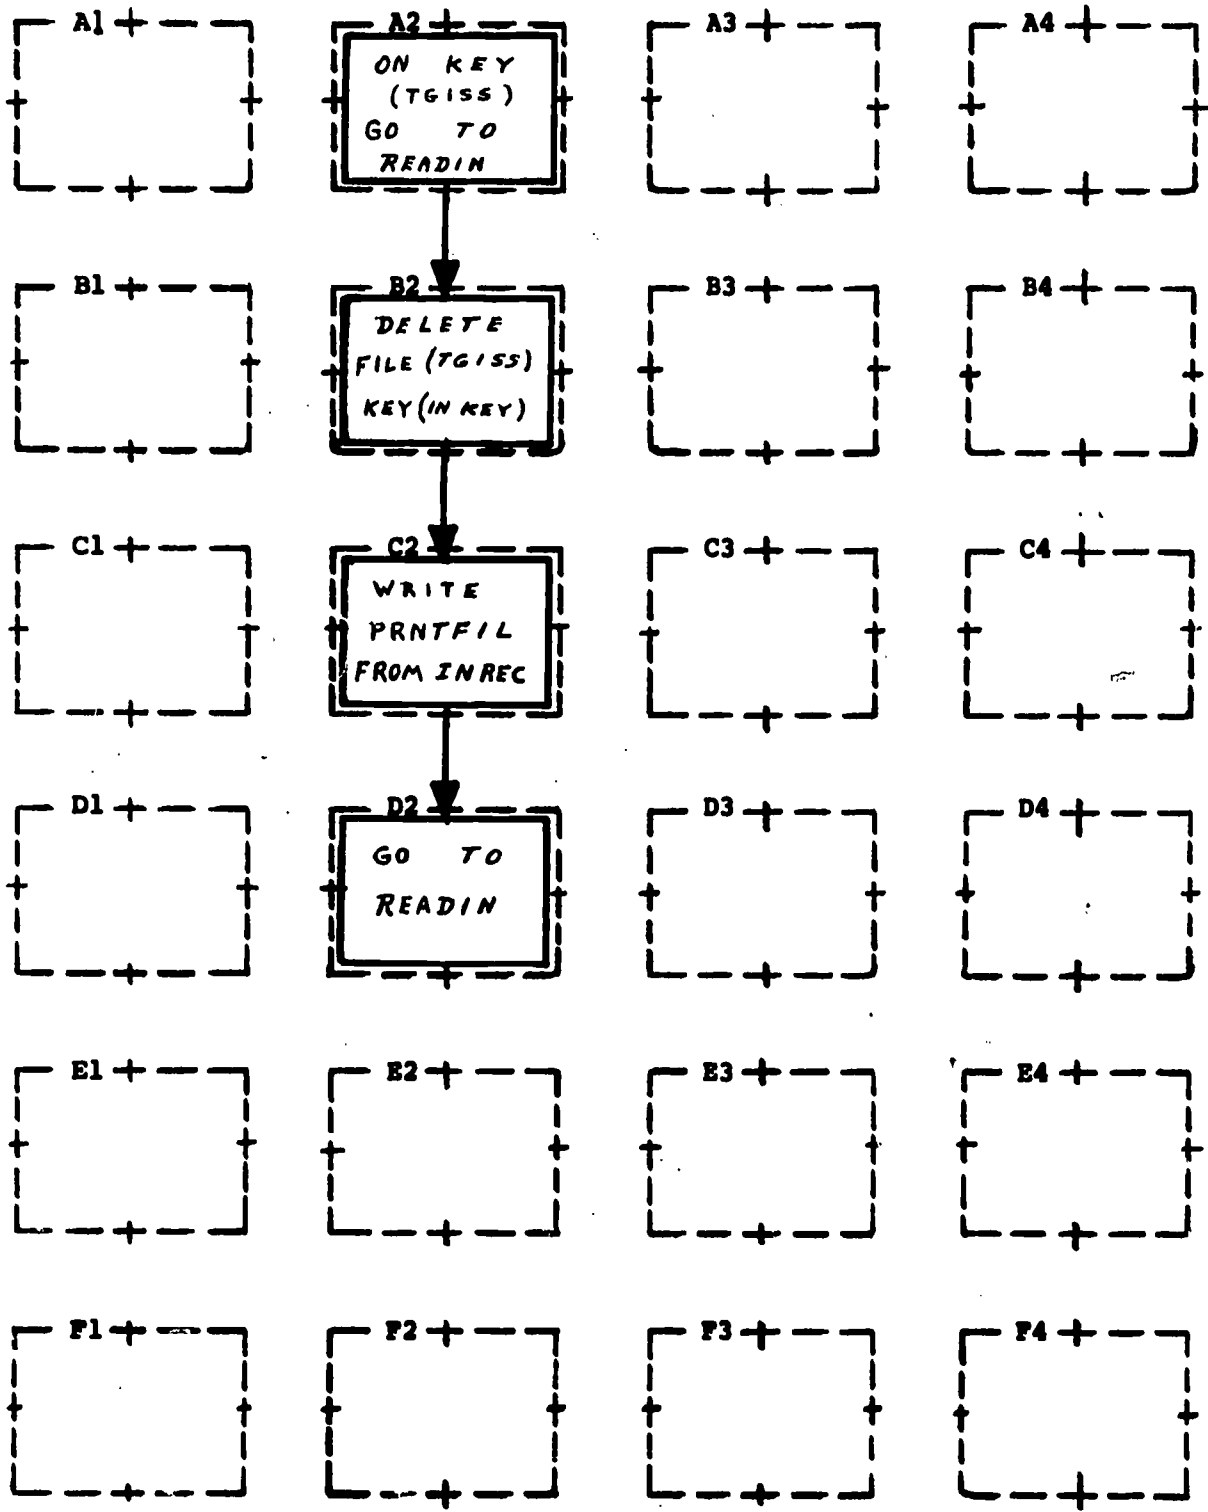 A1 A2 A3 A4
ON KEY
(TGISS)
GO TO
READIN
B1 B2 B3 B4
DELETE
FILE (TGISS)
KEY (IN KEY)
C1 C2 C3 C4
WRITE
PRNTFIL
FROM INREC
D1 D2 D3 D4
GO TO
READIN
E1 E2 E3 E4
F1 F2 F3 F4